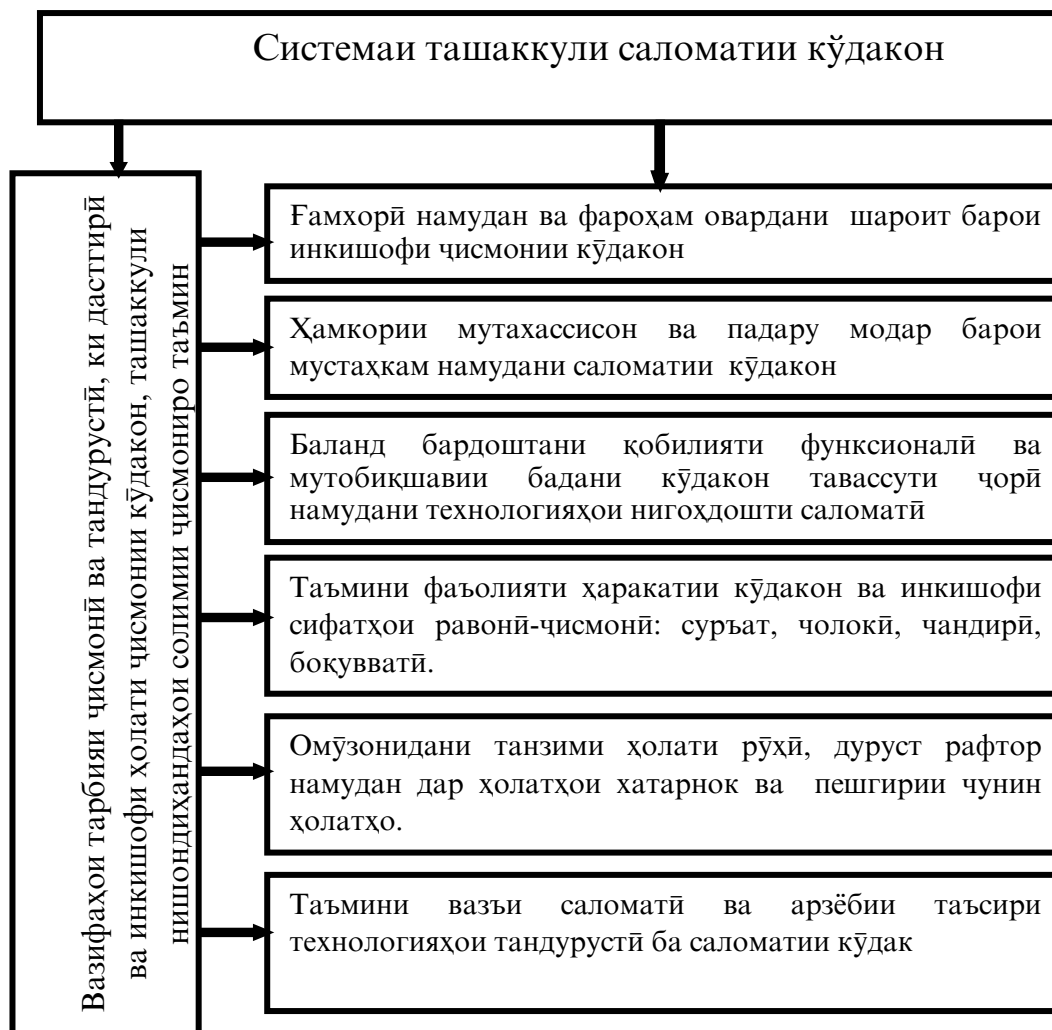 Системаи ташаккули саломатии кӯдакон
Вазифаҳои тарбияи ҷисмонӣ ва тандурустӣ, ки дастгирӣ
ва инкишофи ҳолати ҷисмонии кӯдакон, ташаккули
нишондиҳандаҳои солимии ҷисмониро таъмин
Ғамхорӣ намудан ва фароҳам овардани шароит барои
инкишофи ҷисмонии кӯдакон
Ҳамкории мутахассисон ва падару модар барои
мустаҳкам намудани саломатии кӯдакон
Баланд бардоштани қобилияти функсионалӣ ва
мутобиқшавии бадани кӯдакон тавассути ҷорӣ
намудани технологияҳои нигоҳдошти саломатӣ
Таъмини фаъолияти ҳаракатии кӯдакон ва инкишофи
сифатҳои равонӣ-ҷисмонӣ: суръат, чолокӣ, чандирӣ,
боқувватӣ.
Омӯзонидани танзими ҳолати рӯҳӣ, дуруст рафтор
намудан дар ҳолатҳои хатарнок ва пешгирии чунин
ҳолатҳо.
Таъмини вазъи саломатӣ ва арзёбии таъсири
технологияҳои тандурустӣ ба саломатии кӯдак